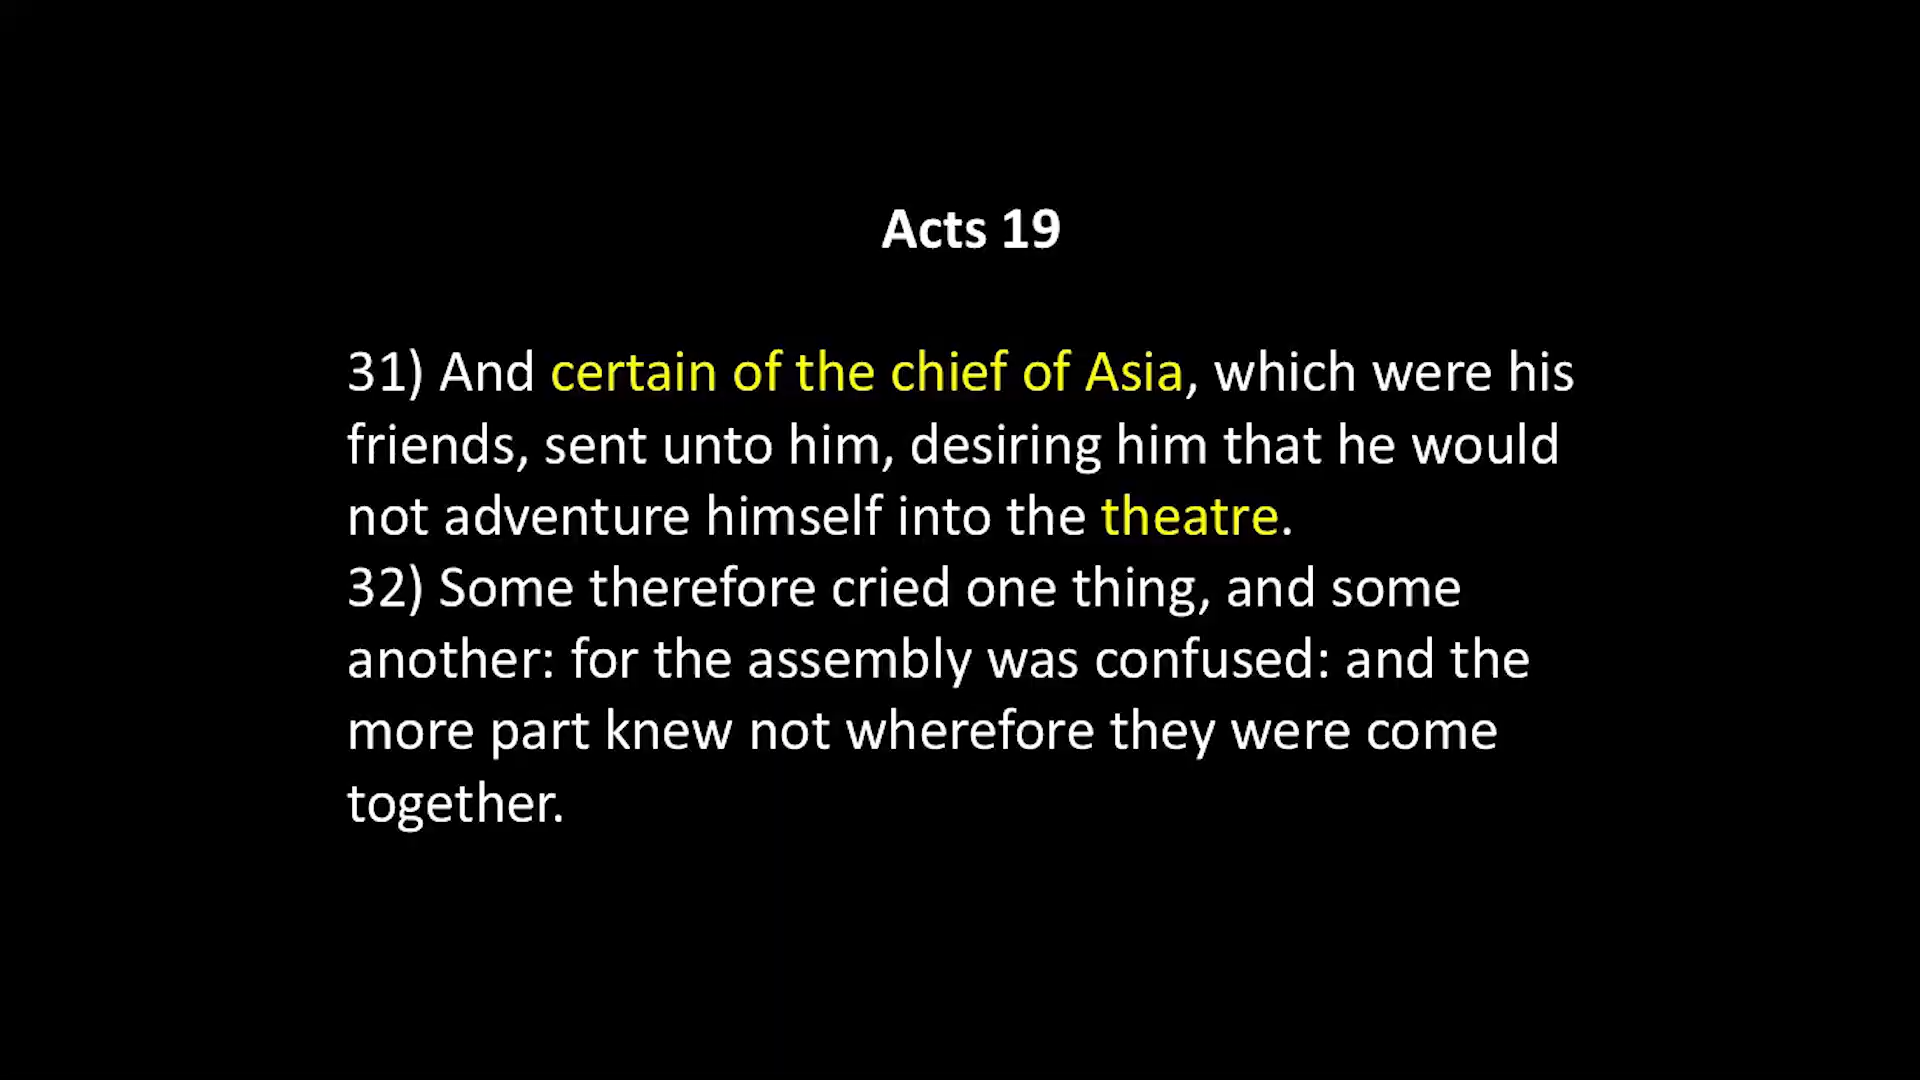 Acts 19
31) And certain of the chief of Asia, which were his
friends, sent unto him, desiring him that he would
not adventure himself into the theatre.
32) Some therefore cried one thing, and some
another: for the assembly was confused: and the
more part knew not wherefore they were come
together.